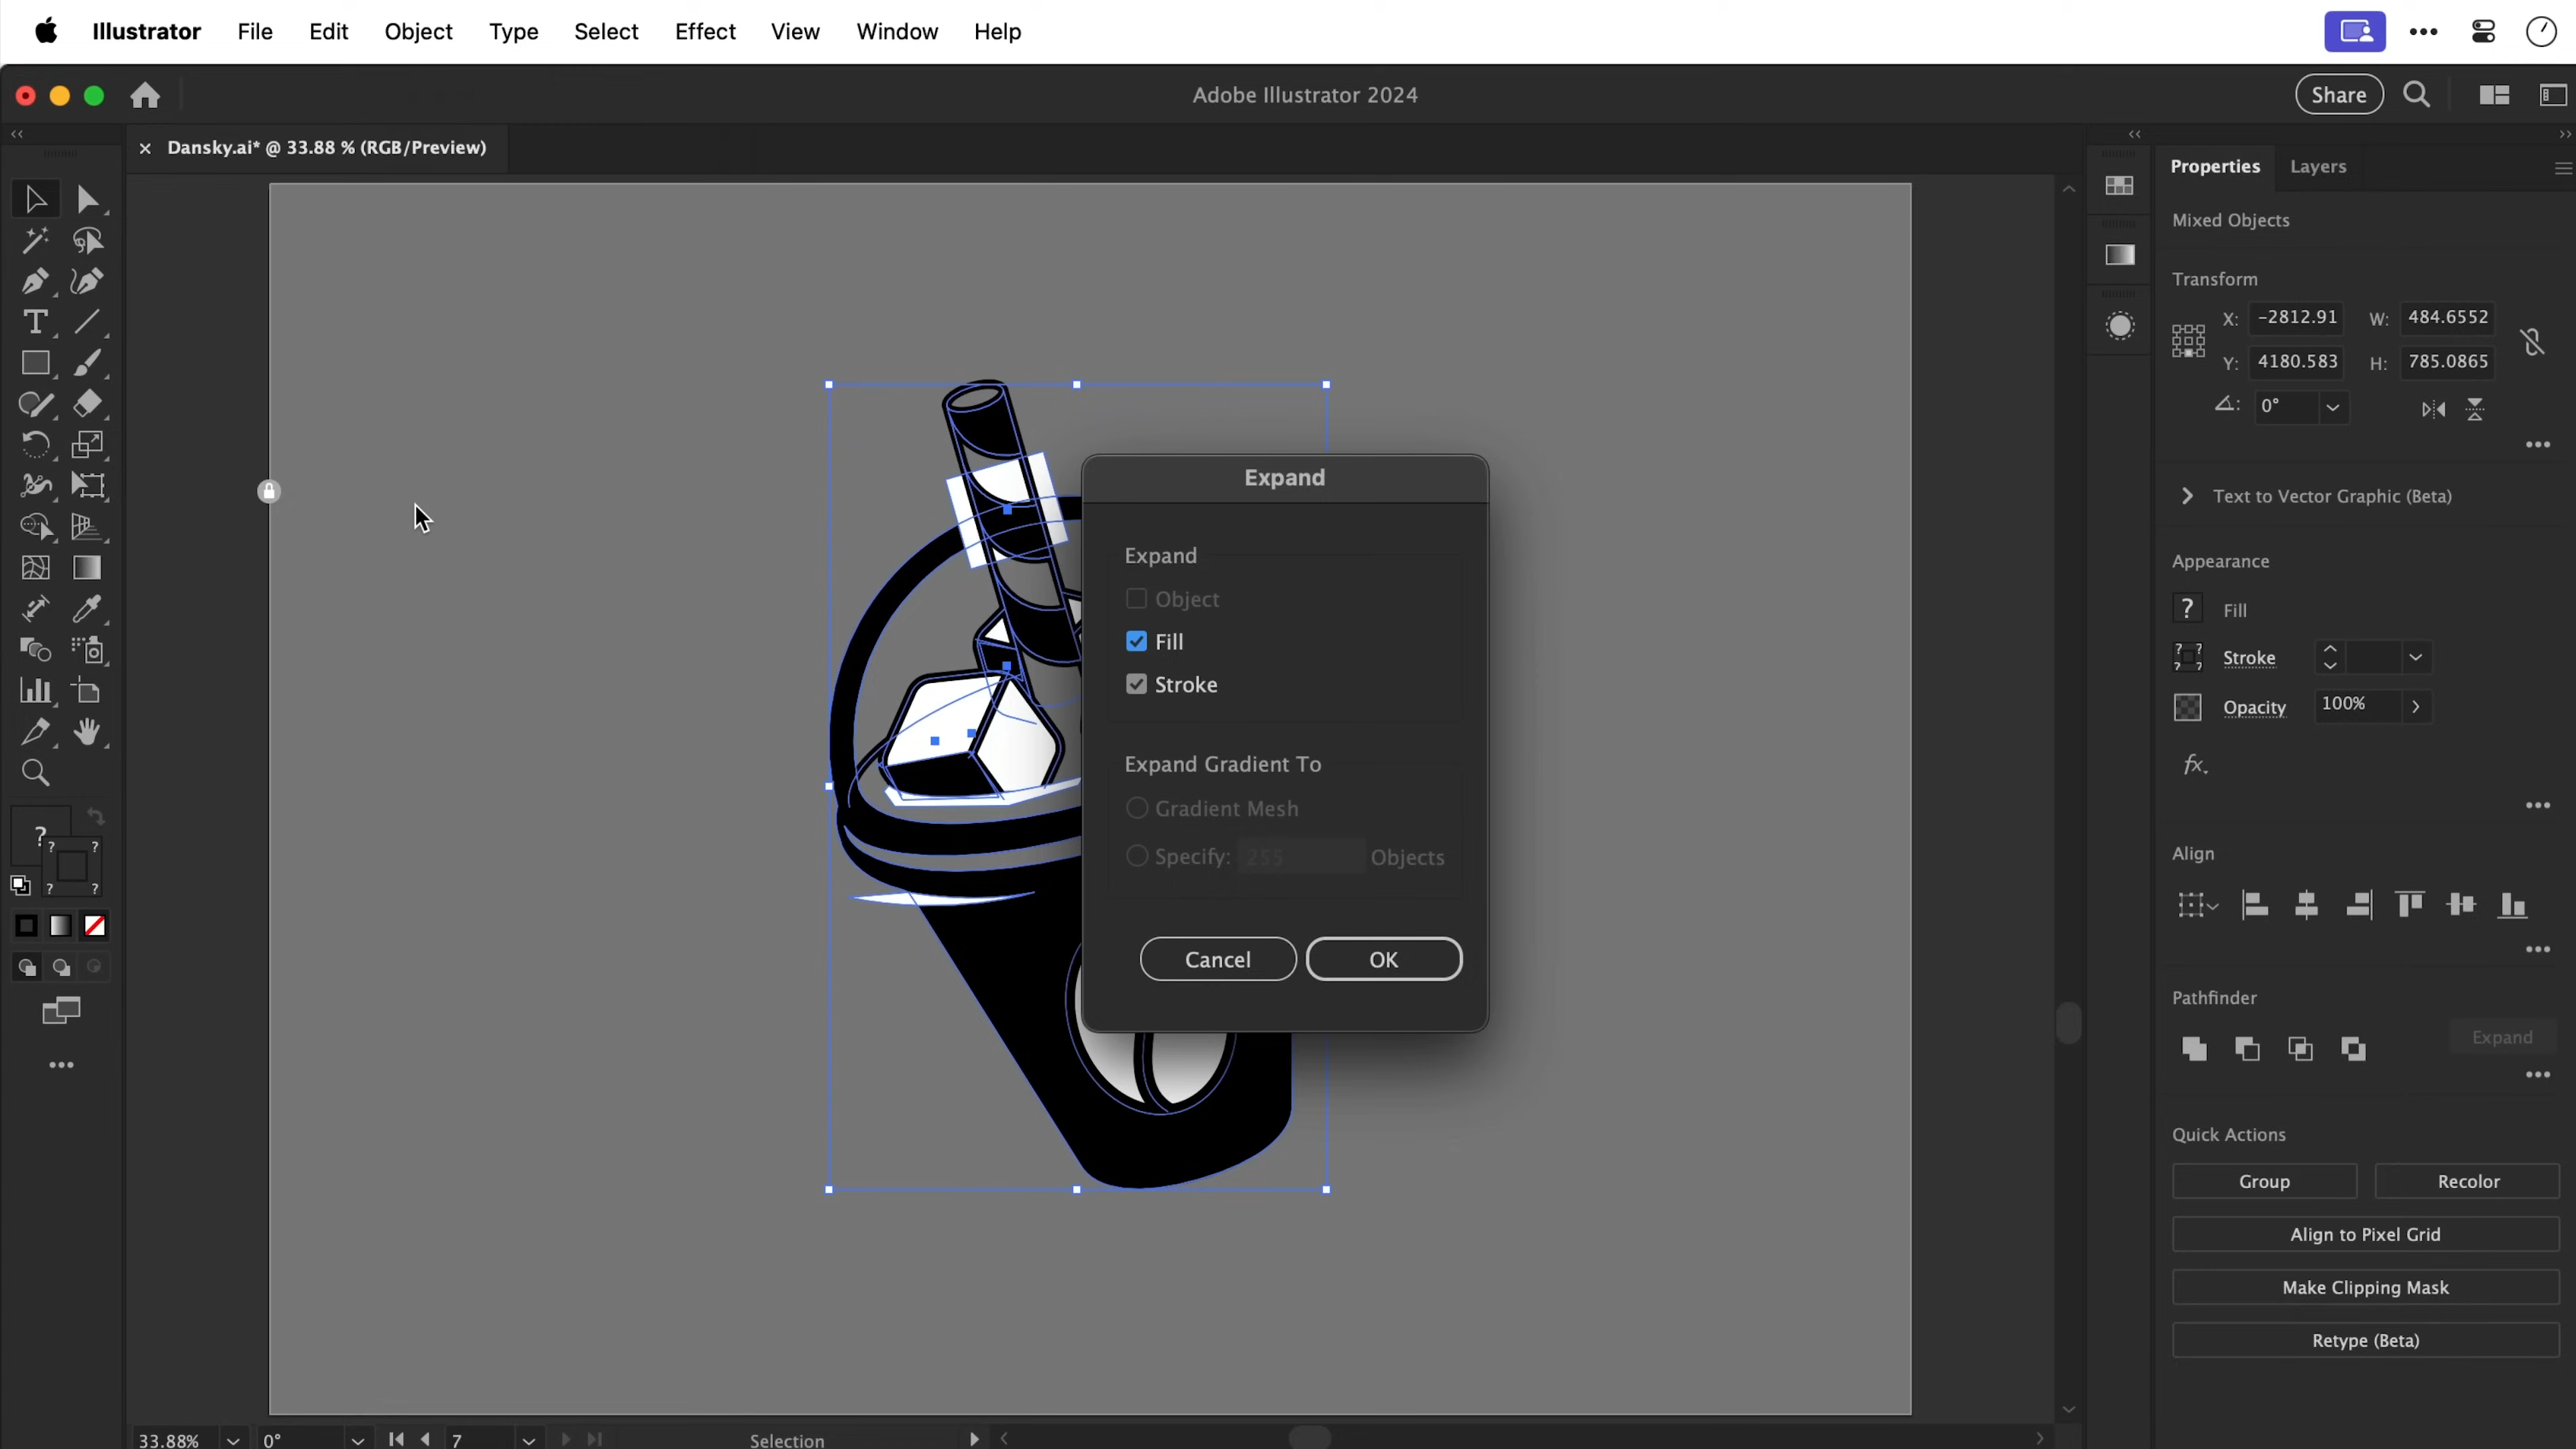 Illustrator File Edit Object Type Select Effect View Window Help
Adobe Illustrator 2024
Share
× Dansky.ai* @ 33.88 % (RGB/Preview)
Properties Layers
Mixed Objects
Transform
X: -2812.91 W: 484.6552
Y: 4180.583 H: 785.0865
0°
Text to Vector Graphic (Beta)
Appearance
? Fill
Stroke
Opacity 100%
fx.
Align
Pathfinder
Expand
Quick Actions
Group Recolor
Align to Pixel Grid
Make Clipping Mask
Retype (Beta)
Expand
Expand
Object
Fill
Stroke
Expand Gradient To
Gradient Mesh
Specify: 255 Objects
Cancel OK
33.88% 0° 7 Selection